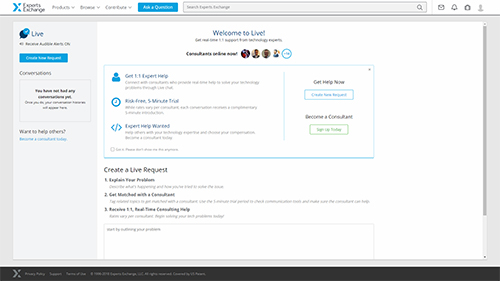 Experts Exchange
Products
Browse
Contribute
Ask a Question
Search Experts Exchange
Live
Receive Audible Alerts: ON
Create New Request
Conversations
You have not had any conversations yet.
Once you do, your conversation histories will appear here.
Want to help others?
Become a consultant today.
Welcome to Live!
Get real-time 1:1 support from technology experts.
Consultants online now!
Get 1:1 Expert Help
Connect with consultants who provide real-time help to solve your technology problems through Live chat.
Risk-Free, 5-Minute Trial
While rates vary per consultant, each conversation receives a complimentary, 5-minute introduction.
Expert Help Wanted
Help others with your technology expertise and choose your compensation. Become a consultant today.
Got it. Please don't show me this anymore.
Get Help Now
Create New Request
Become a Consultant
Sign Up Today
Create a Live Request
1. Explain Your Problem
Describe what's happening and how you've tried to solve the issue.
2. Get Matched with a Consultant
Tag related topics to get matched with a consultant. Use the 5-minute trial period to check communication tools and make sure the consultant can help.
3. Receive 1:1, Real-Time Consulting Help
Rates vary per consultant. Begin solving your tech problems today!
Start by outlining your problem
Privacy Policy
Support
Terms of Use
© 1996-2018 Experts Exchange, LLC. All rights reserved. Covered by US Patent.